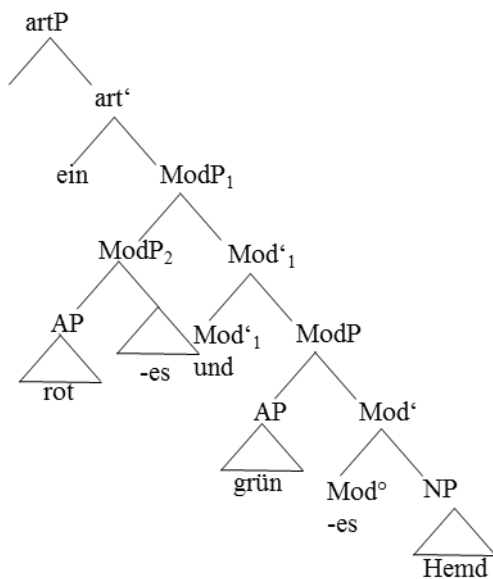 artP
art‘
ein ModP₁
ModP₂ Mod‘₁
AP Mod‘₁ ModP
rot -es und
AP Mod‘
grün Mod° NP
-es
Hemd